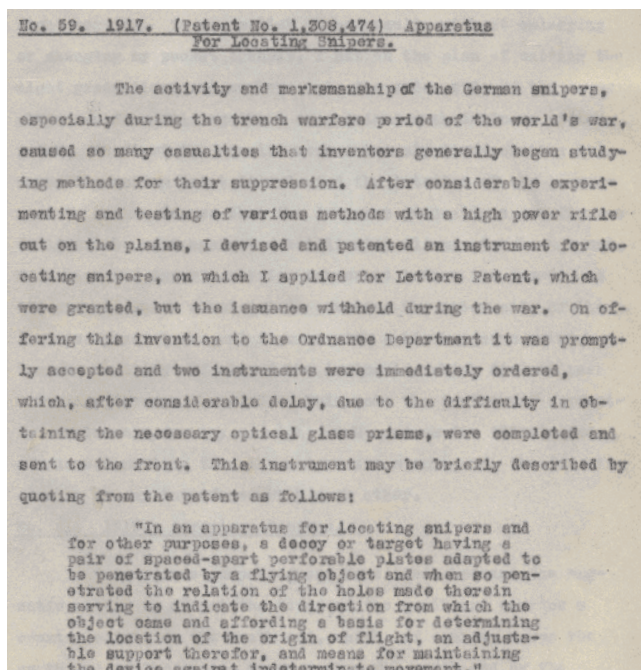 No. 59. 1917. (Patent No. 1,308,474) Apparatus
For Locating Snipers.
The activity and marksmanship of the German snipers,
especially during the trench warfare period of the world's war,
caused so many casualties that inventors generally began study-
ing methods for their suppression. After considerable experi-
menting and testing of various methods with a high power rifle
out on the plains, I devised and patented an instrument for lo-
cating snipers, on which I applied for Letters Patent, which
were granted, but the issuance withheld during the war. On of-
fering this invention to the Ordnance Department it was prompt-
ly accepted and two instruments were immediately ordered,
which, after considerable delay, due to the difficulty in ob-
taining the necessary optical glass prisms, were completed and
sent to the front. This instrument may be briefly described by
quoting from the patent as follows:
"In an apparatus for locating snipers and
for other purposes, a decoy or target having a
pair of spaced-apart perforable plates adapted to
be penetrated by a flying object and when so pen-
etrated the relation of the holes made therein
serving to indicate the direction from which the
object came and affording a basis for determining
the location of the origin of flight, an adjusta-
ble support therefor, and means for maintaining
the device against indeterminate movement."